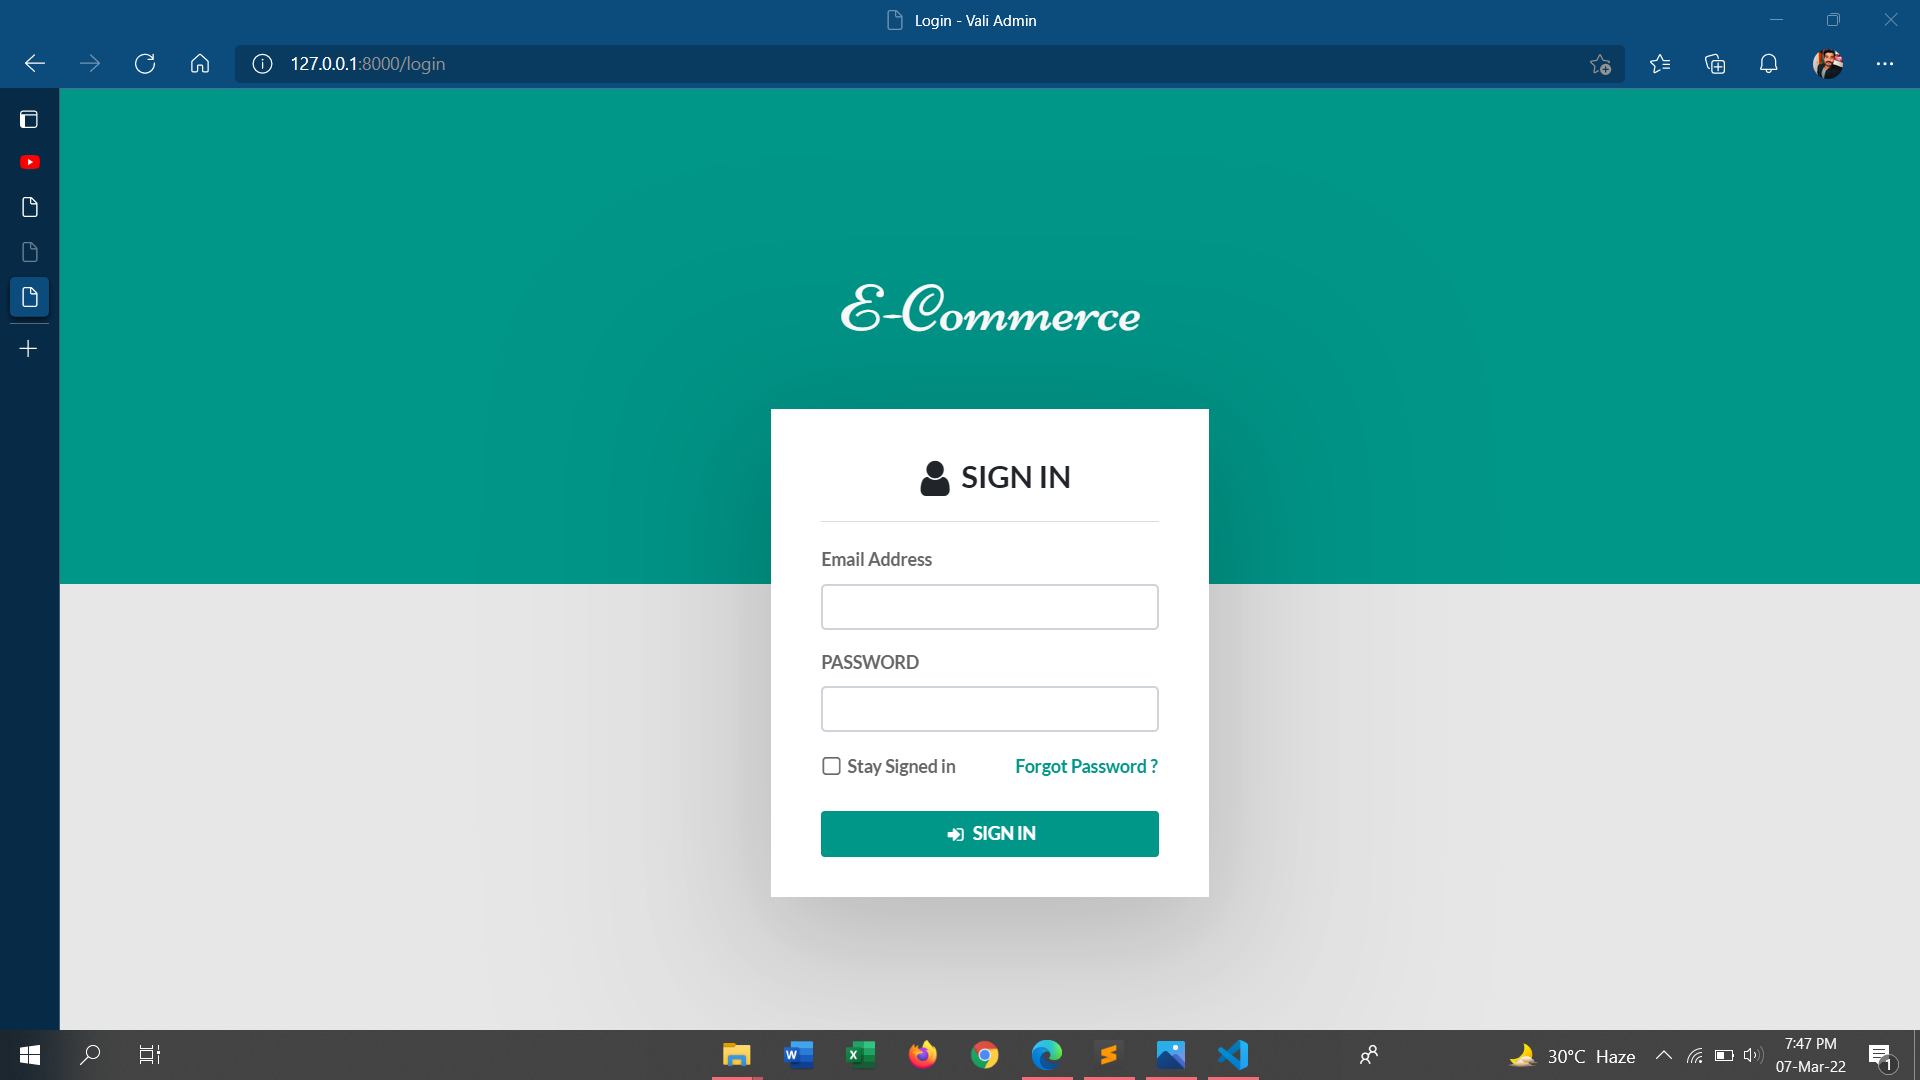 Login - Vali Admin
127.0.0.1:8000/login
E-Commerce
SIGN IN
Email Address
PASSWORD
Stay Signed in
Forgot Password ?
SIGN IN
30°C Haze
7:47 PM
07-Mar-22
1